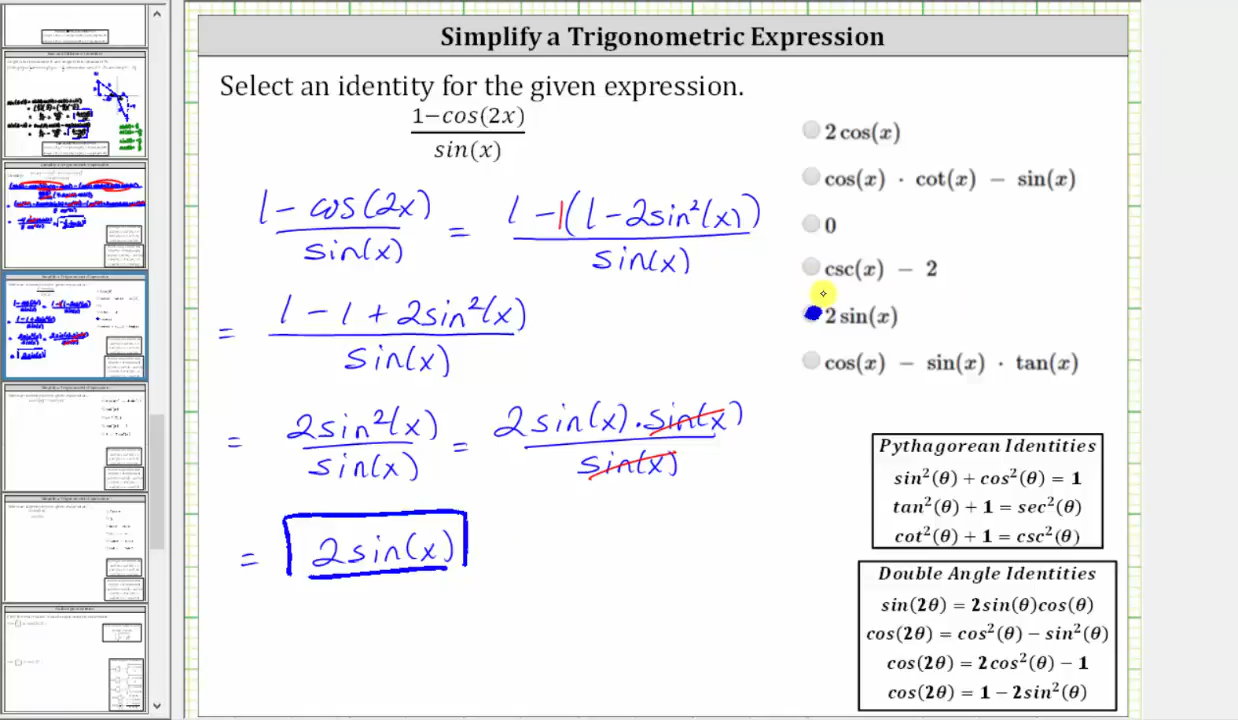 Simplify a Trigonometric Expression
Select an identity for the given expression.
1−cos(2x)
sin(x)
2 cos(x)
cos(x) · cot(x) − sin(x)
0
csc(x) − 2
2 sin(x)
cos(x) − sin(x) · tan(x)
1 - cos(2x) / sin(x) = 1 - 1(1 - 2sin²(x)) / sin(x)
= 1 - 1 + 2sin²(x) / sin(x)
= 2sin²(x) / sin(x) = 2sin(x) · sin(x) / sin(x)
= 2sin(x)
Pythagorean Identities
sin²(θ) + cos²(θ) = 1
tan²(θ) + 1 = sec²(θ)
cot²(θ) + 1 = csc²(θ)
Double Angle Identities
sin(2θ) = 2sin(θ)cos(θ)
cos(2θ) = cos²(θ) − sin²(θ)
cos(2θ) = 2cos²(θ) − 1
cos(2θ) = 1 − 2sin²(θ)